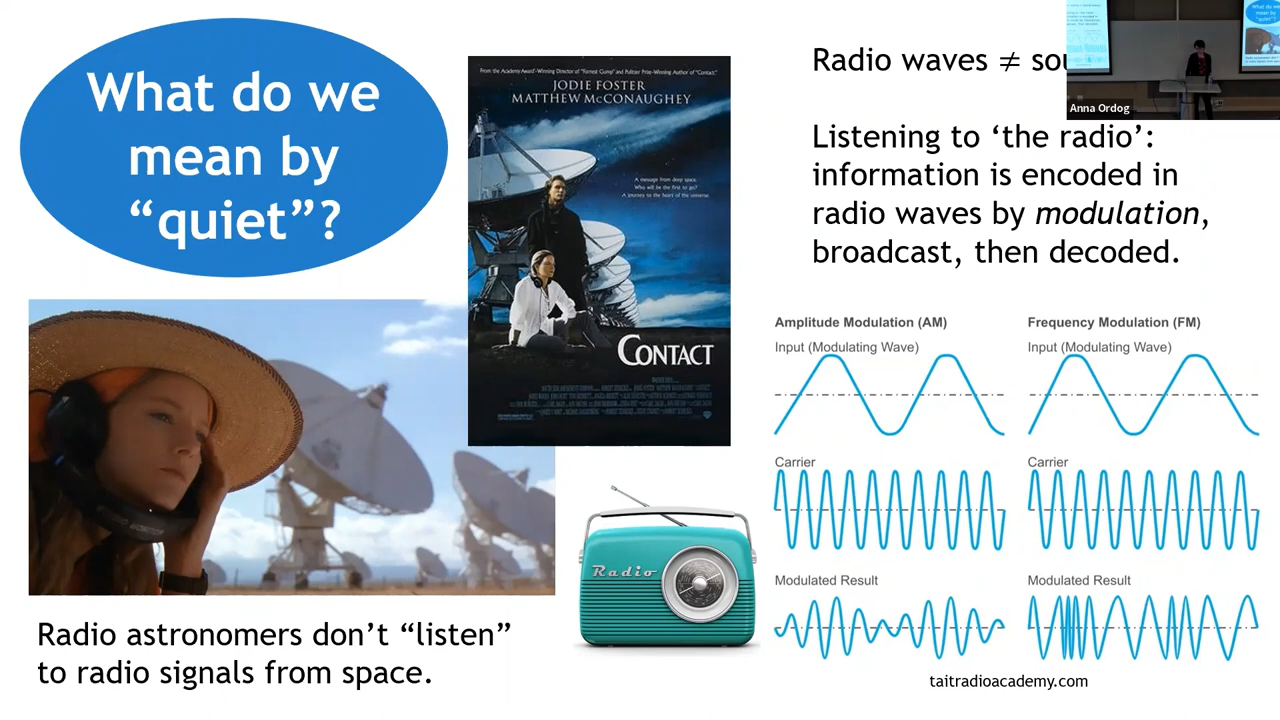 What do we
mean by
“quiet”?
From the Academy Award-Winning Director of "Forrest Gump" and Pulitzer Prize-Winning Author of "Contact."
JODIE FOSTER
MATTHEW McCONAUGHEY
A message from deep space.
Who will be the first to go?
A journey to the heart of the universe.
CONTACT
Radio waves ≠ sou
Anna Ordog
Listening to ‘the radio’:
information is encoded in
radio waves by modulation,
broadcast, then decoded.
Amplitude Modulation (AM)
Input (Modulating Wave)
Carrier
Modulated Result
Frequency Modulation (FM)
Input (Modulating Wave)
Carrier
Modulated Result
taitradioacademy.com
Radio
Radio astronomers don’t “listen”
to radio signals from space.